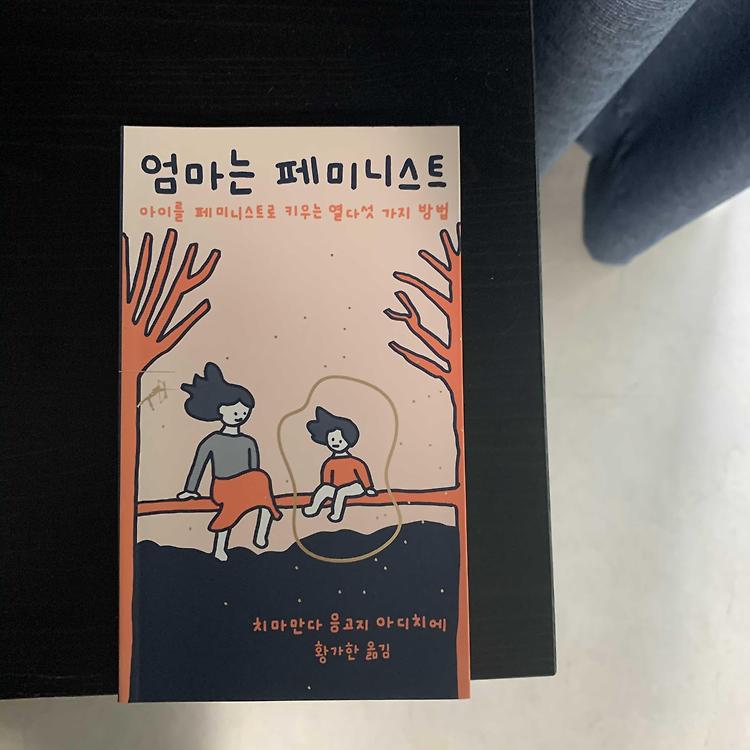 엄마는 페미니스트
아이를 페미니스트로 키우는 열다섯 가지 방법
치마만다 응고지 아디치에
황가한 옮김